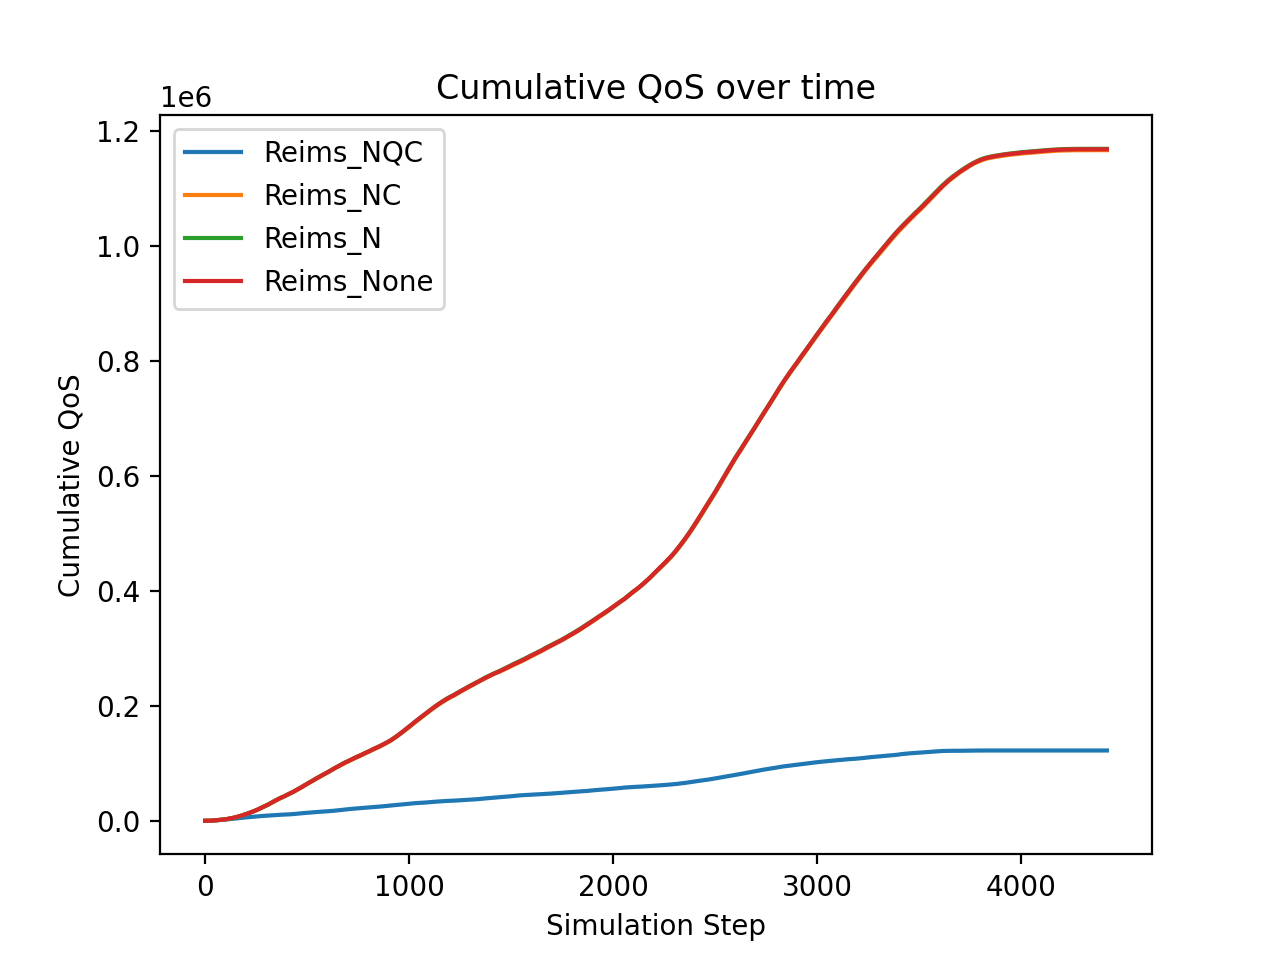 Cumulative QoS over time
1e6
1.2
1.0
0.8
0.6
0.4
0.2
0.0
Cumulative QoS
Reims_NQC
Reims_NC
Reims_N
Reims_None
0 1000 2000 3000 4000
Simulation Step